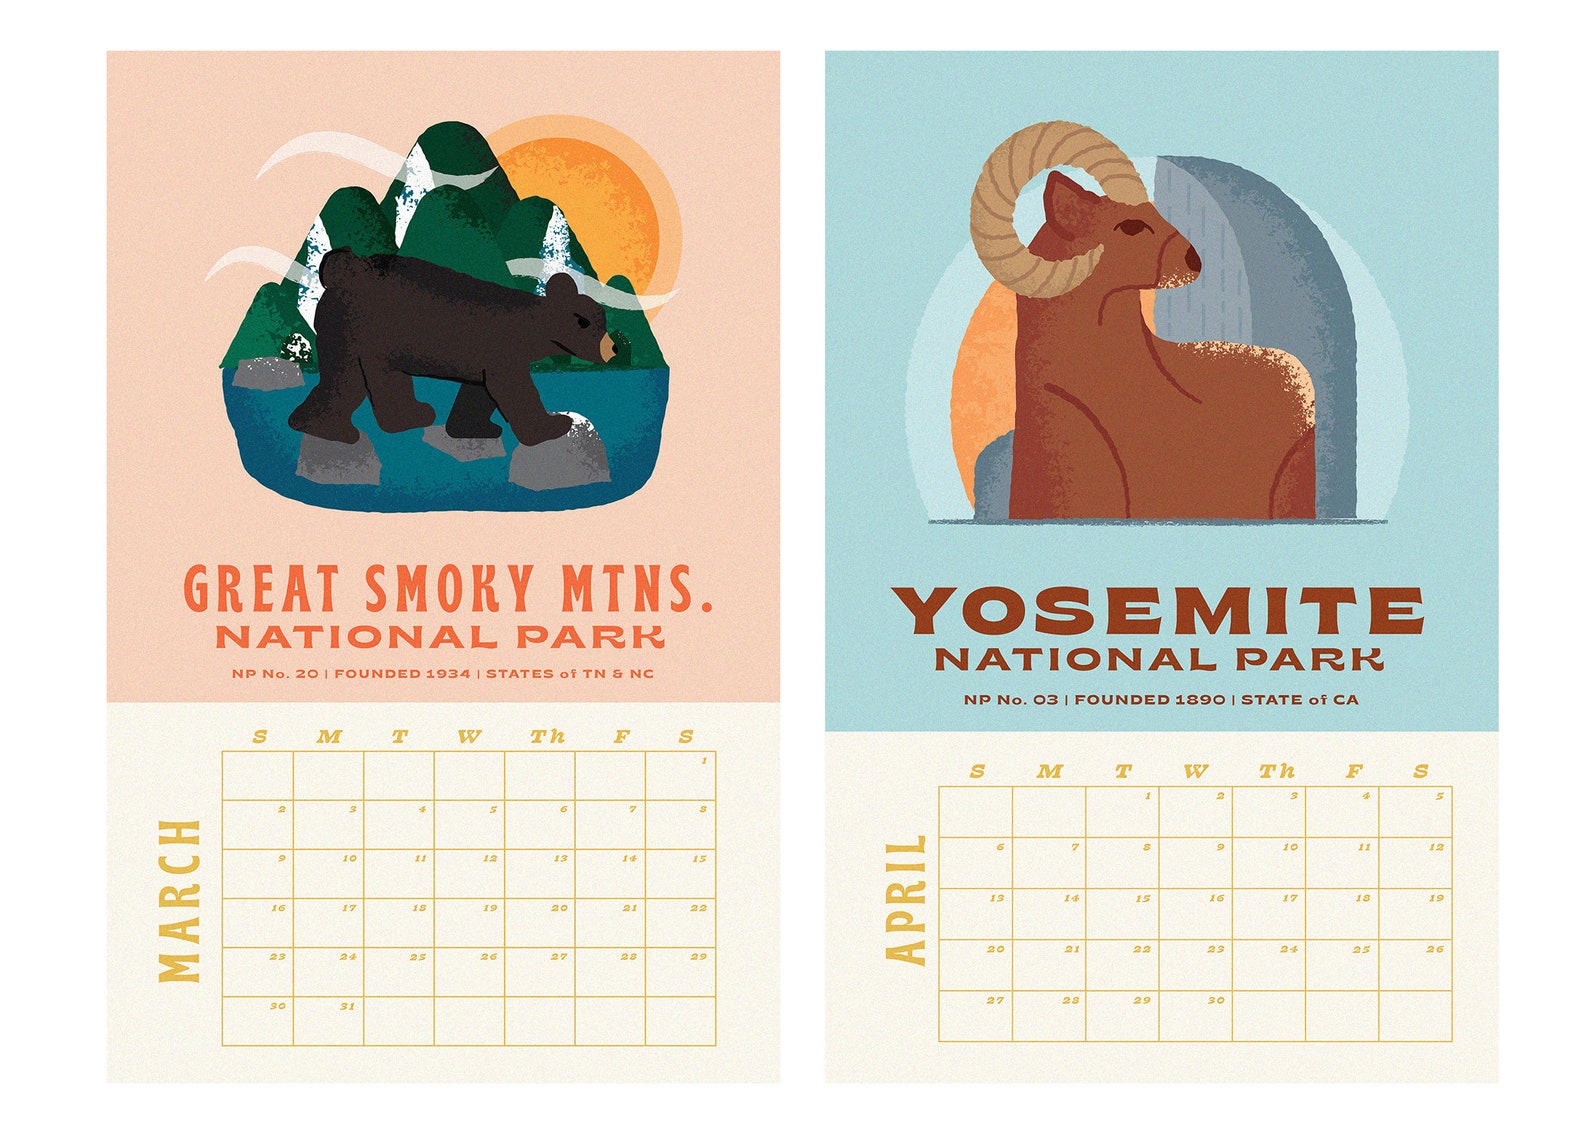 GREAT SMOKY MTNS.
NATIONAL PARK
NP No. 20 | FOUNDED 1934 | STATES of TN & NC
MARCH
S M T W Th F S
1
2 3 4 5 6 7 8
9 10 11 12 13 14 15
16 17 18 19 20 21 22
23 24 25 26 27 28 29
30 31
YOSEMITE
NATIONAL PARK
NP No. 03 | FOUNDED 1890 | STATE of CA
APRIL
S M T W Th F S
1 2 3 4 5
6 7 8 9 10 11 12
13 14 15 16 17 18 19
20 21 22 23 24 25 26
27 28 29 30